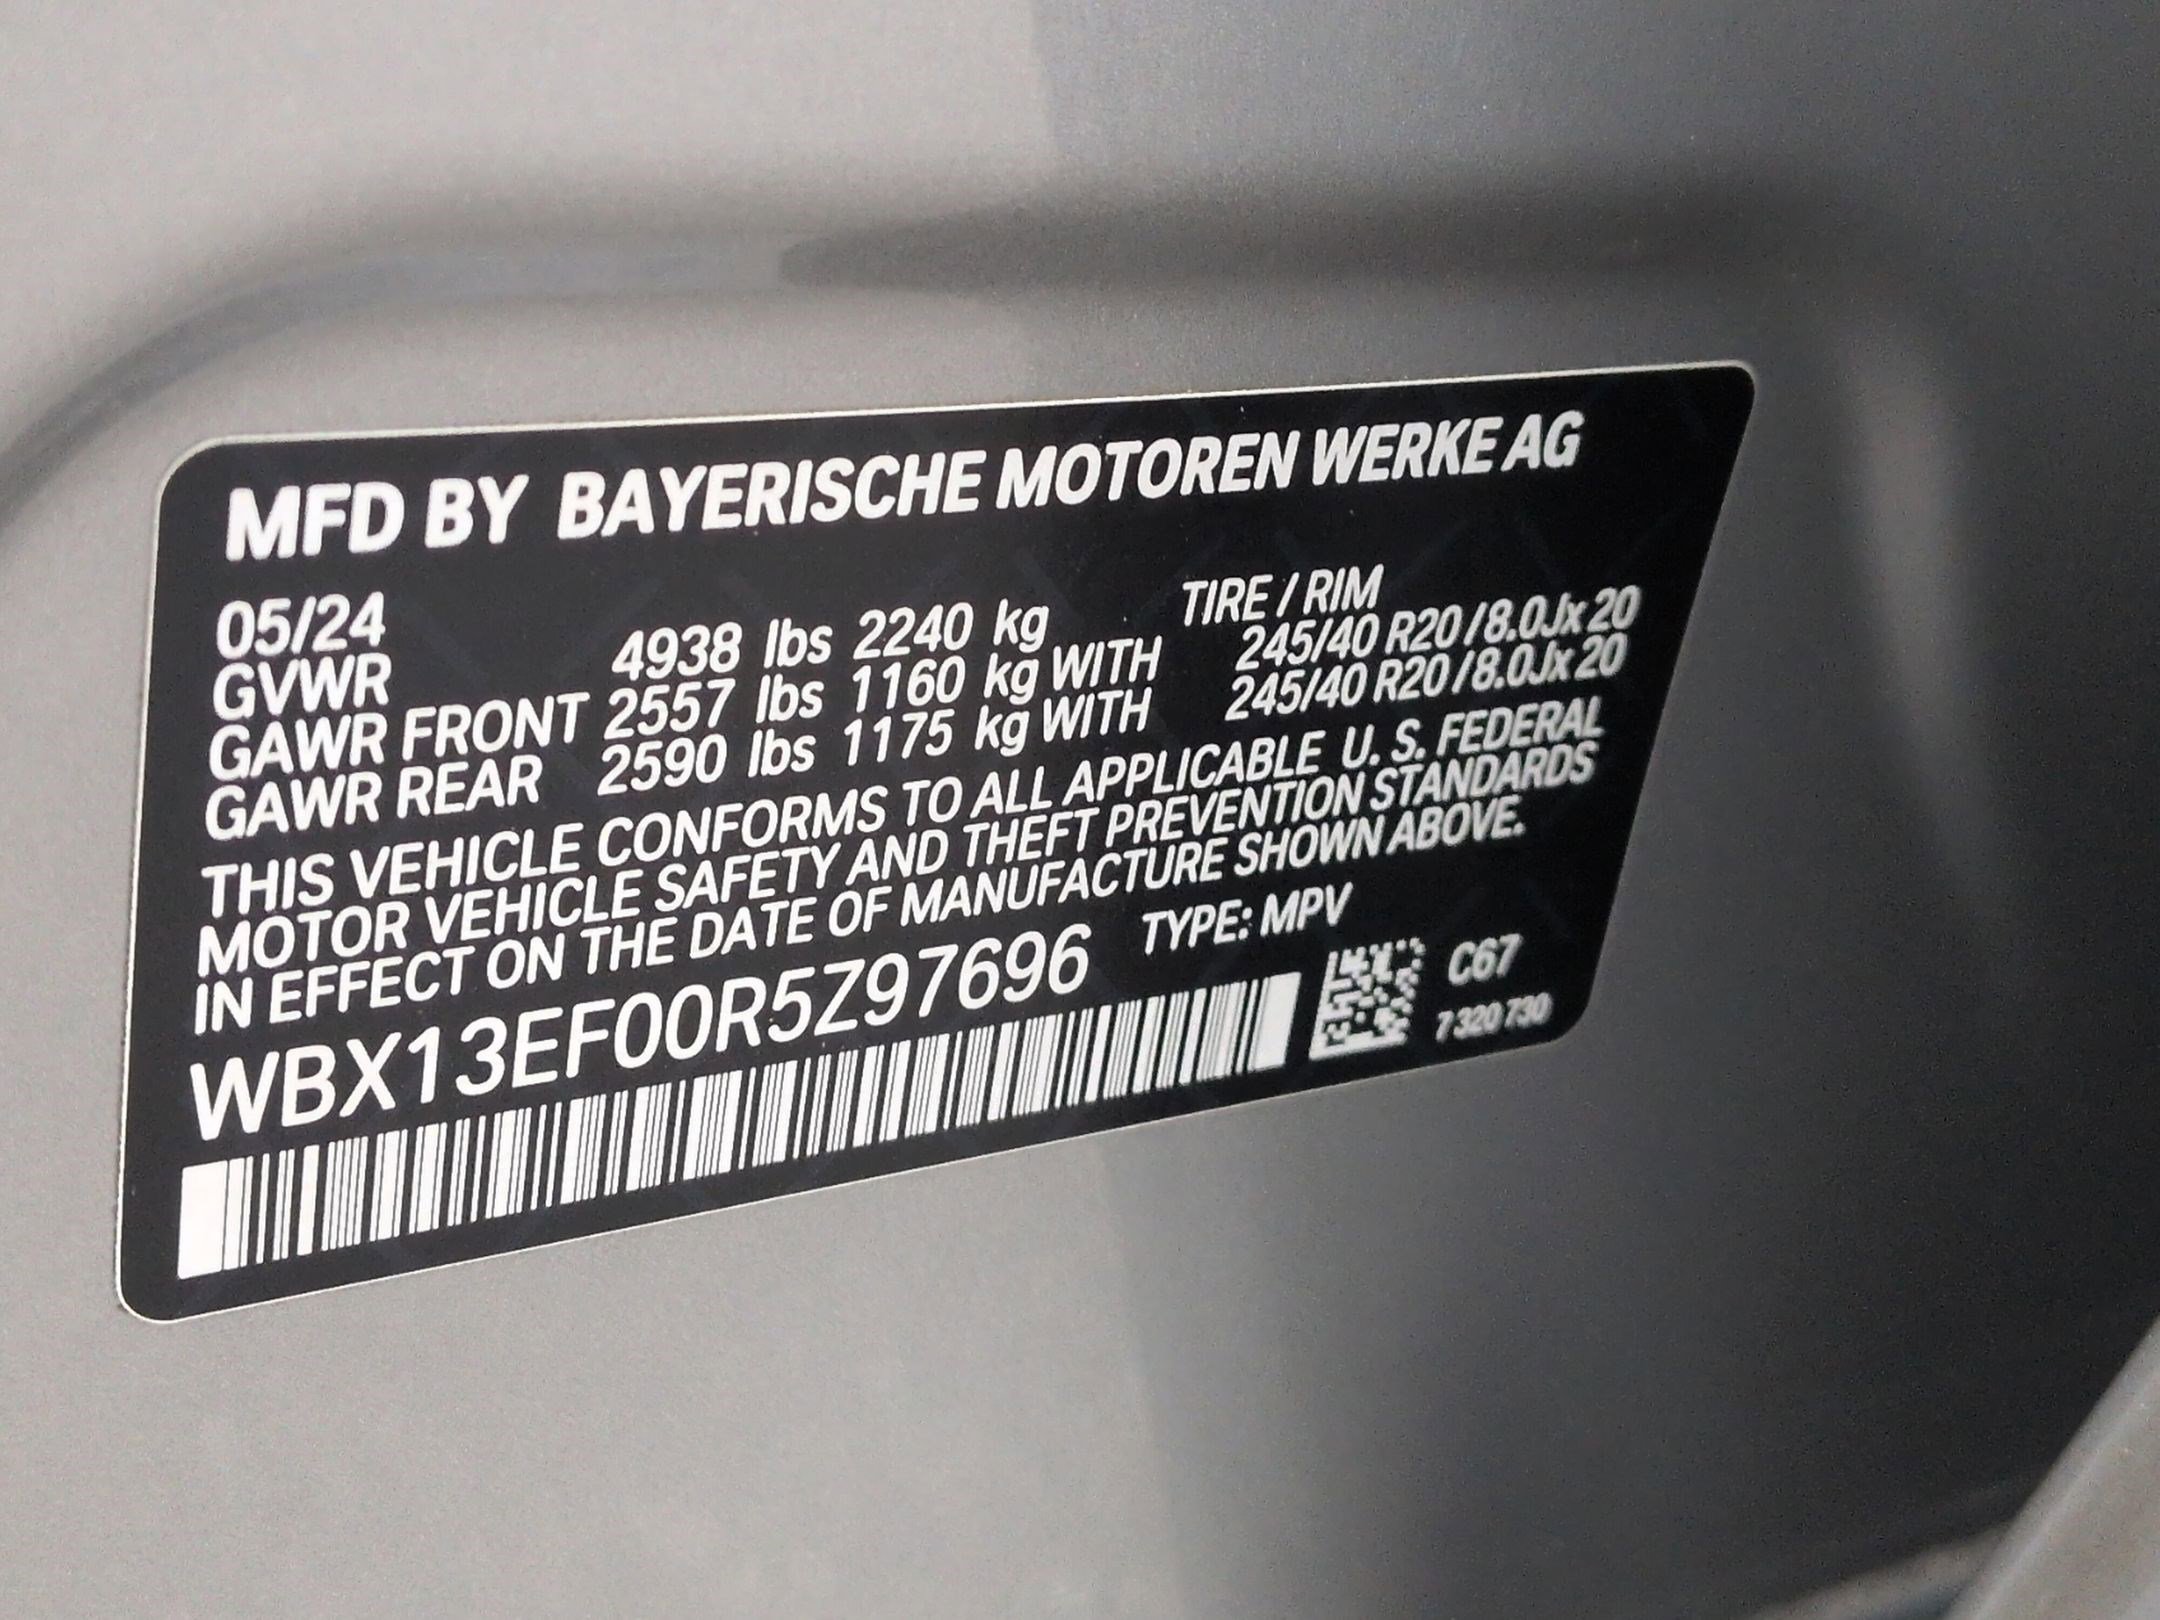 MFD BY BAYERISCHE MOTOREN WERKE AG
05/24 TIRE / RIM
GVWR 4938 lbs 2240 kg
GAWR FRONT 2557 lbs 1160 kg WITH 245/40 R20 / 8.0Jx20
GAWR REAR 2590 lbs 1175 kg WITH 245/40 R20 / 8.0Jx20
THIS VEHICLE CONFORMS TO ALL APPLICABLE U. S. FEDERAL
MOTOR VEHICLE SAFETY AND THEFT PREVENTION STANDARDS
IN EFFECT ON THE DATE OF MANUFACTURE SHOWN ABOVE.
WBX13EF00R5Z97696 TYPE: MPV
C67
7 320 730